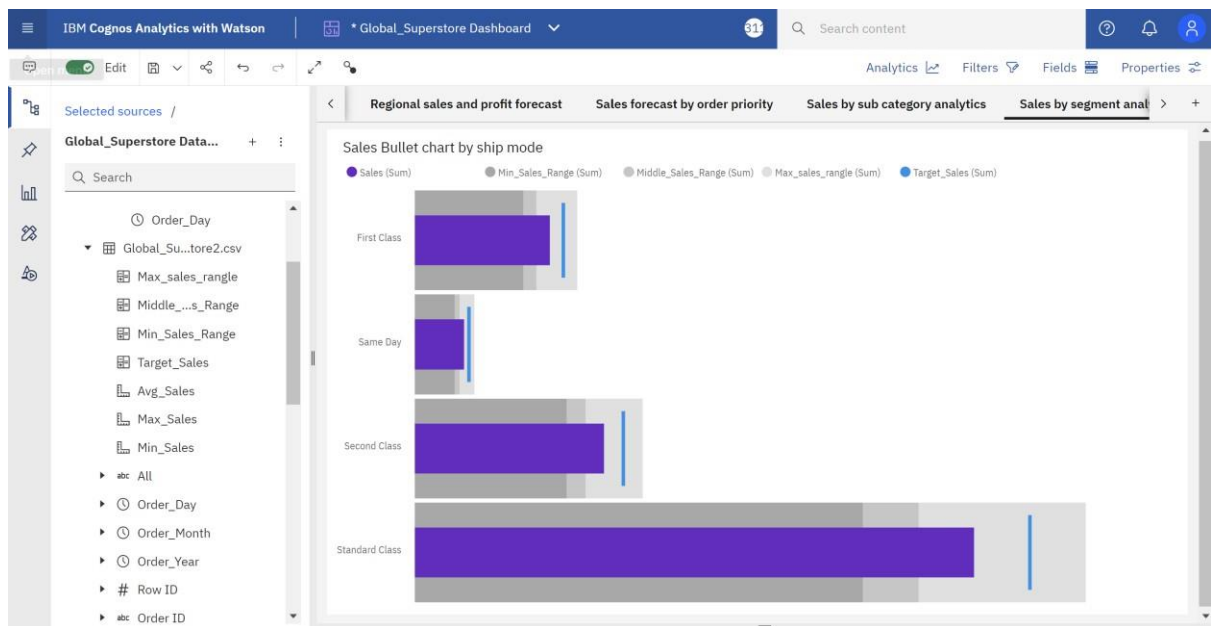 IBM Cognos Analytics with Watson
* Global_Superstore Dashboard
Search content
Edit
Analytics
Filters
Fields
Properties
Selected sources /
Global_Superstore Data...
Search
Order_Day
Global_Su...tore2.csv
Max_sales_rangle
Middle_...s_Range
Min_Sales_Range
Target_Sales
Avg_Sales
Max_Sales
Min_Sales
abc All
Order_Day
Order_Month
Order_Year
# Row ID
abc Order ID
Regional sales and profit forecast
Sales forecast by order priority
Sales by sub category analytics
Sales by segment anal
Sales Bullet chart by ship mode
Sales (Sum)
Min_Sales_Range (Sum)
Middle_Sales_Range (Sum)
Max_sales_rangle (Sum)
Target_Sales (Sum)
First Class
Same Day
Second Class
Standard Class